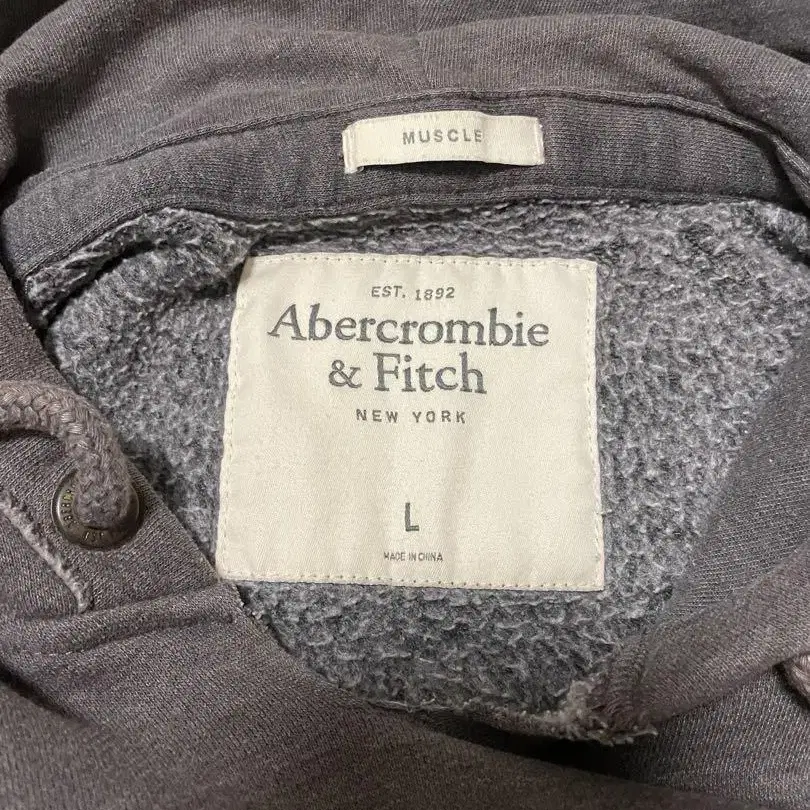 MUSCLE
EST. 1892
Abercrombie
& Fitch
NEW YORK
L
MADE IN CHINA